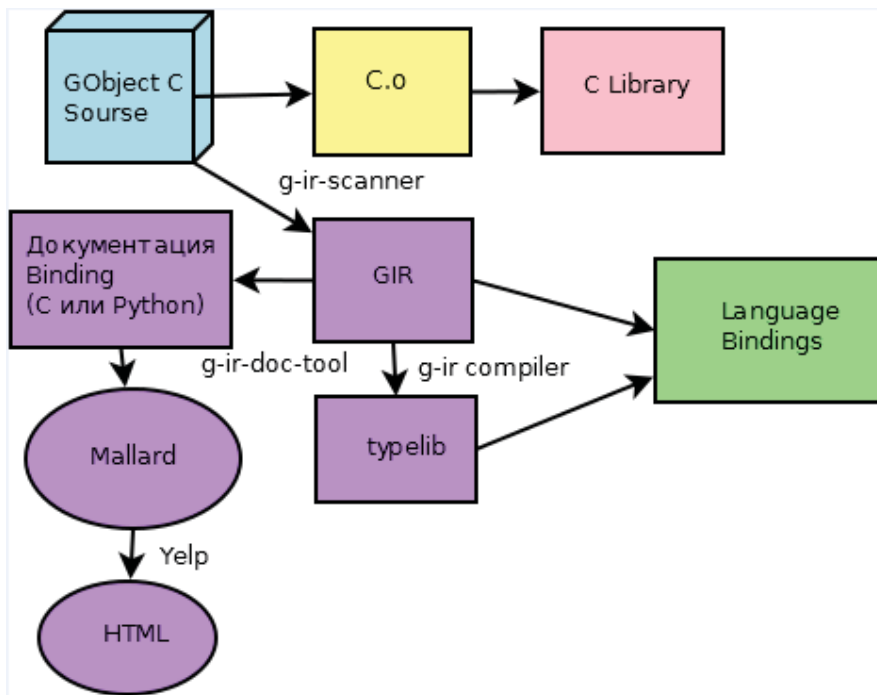 GObject C
Sourse
C.o
C Library
g-ir-scanner
Документация
Binding
(C или Python)
GIR
Language
Bindings
g-ir-doc-tool
g-ir compiler
Mallard
typelib
Yelp
HTML